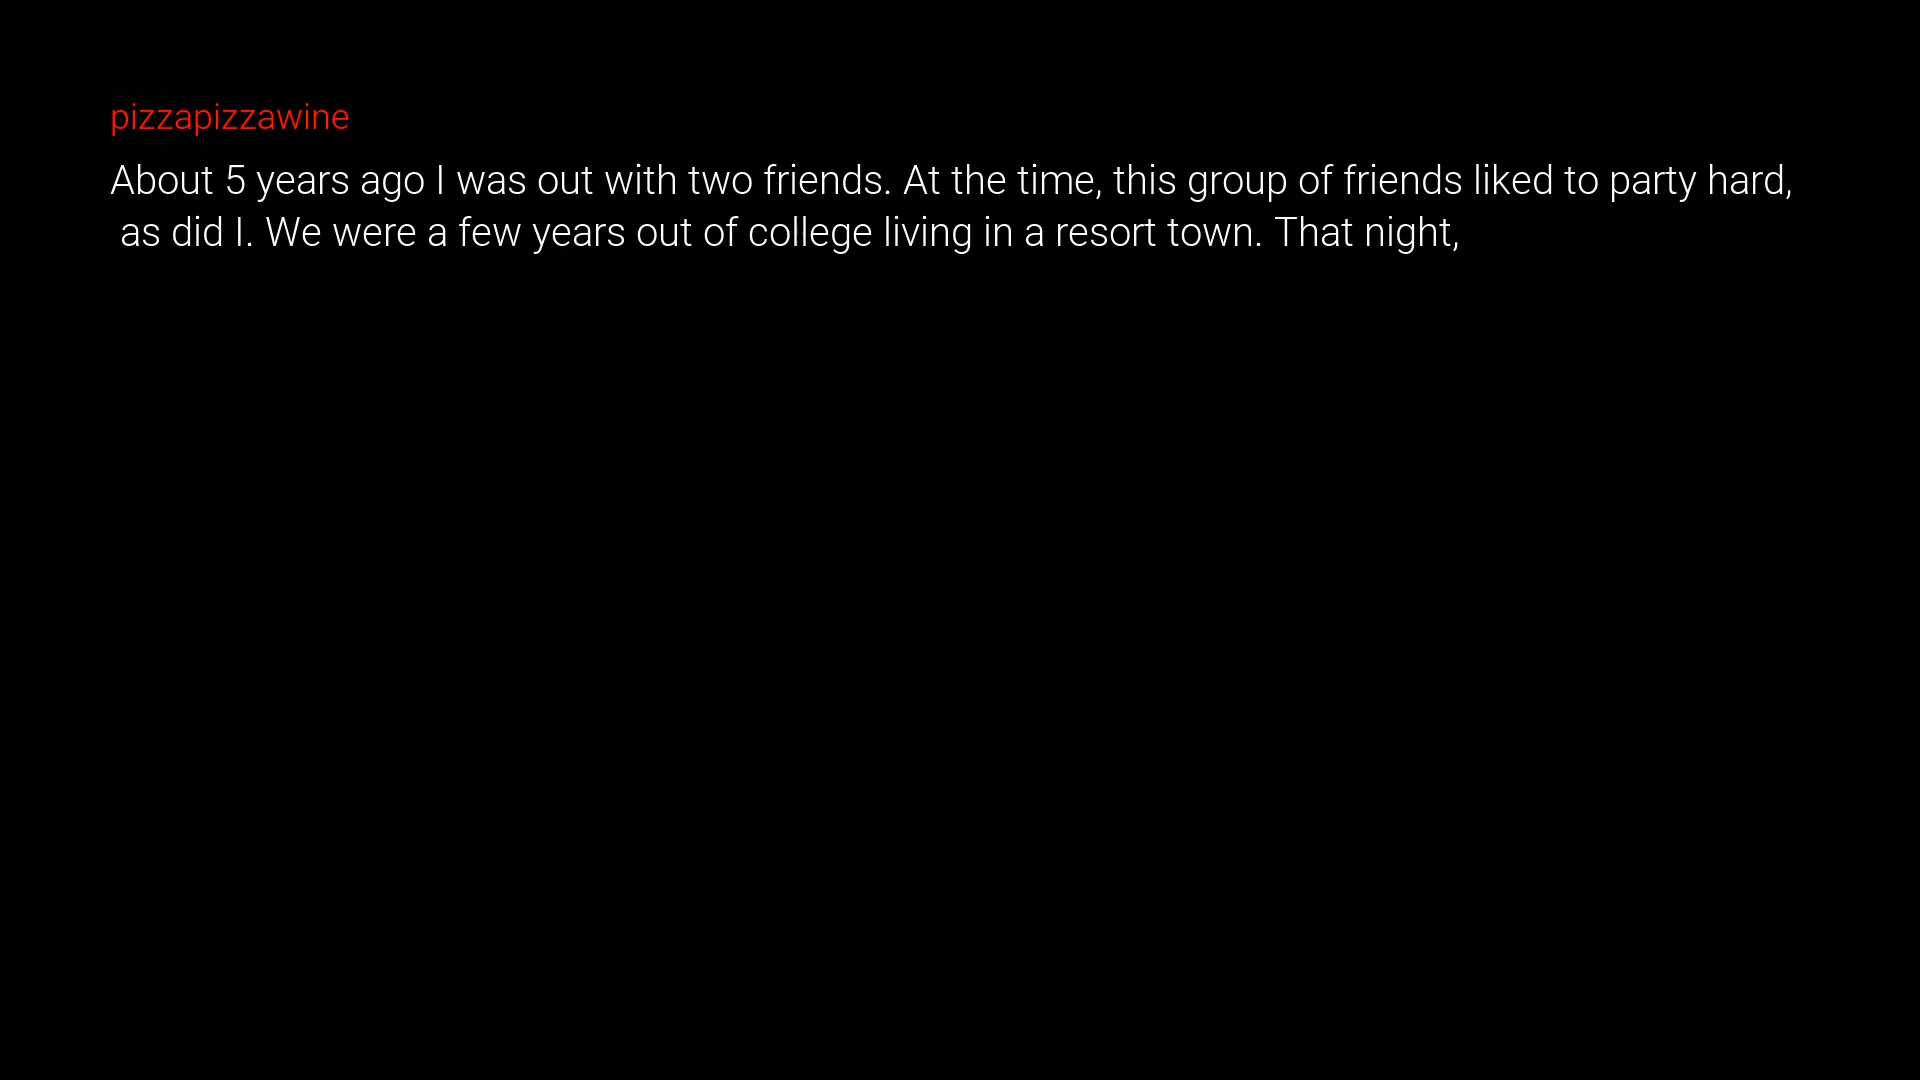 pizzapizzawine
About 5 years ago I was out with two friends. At the time, this group of friends liked to party hard,
as did I. We were a few years out of college living in a resort town. That night,